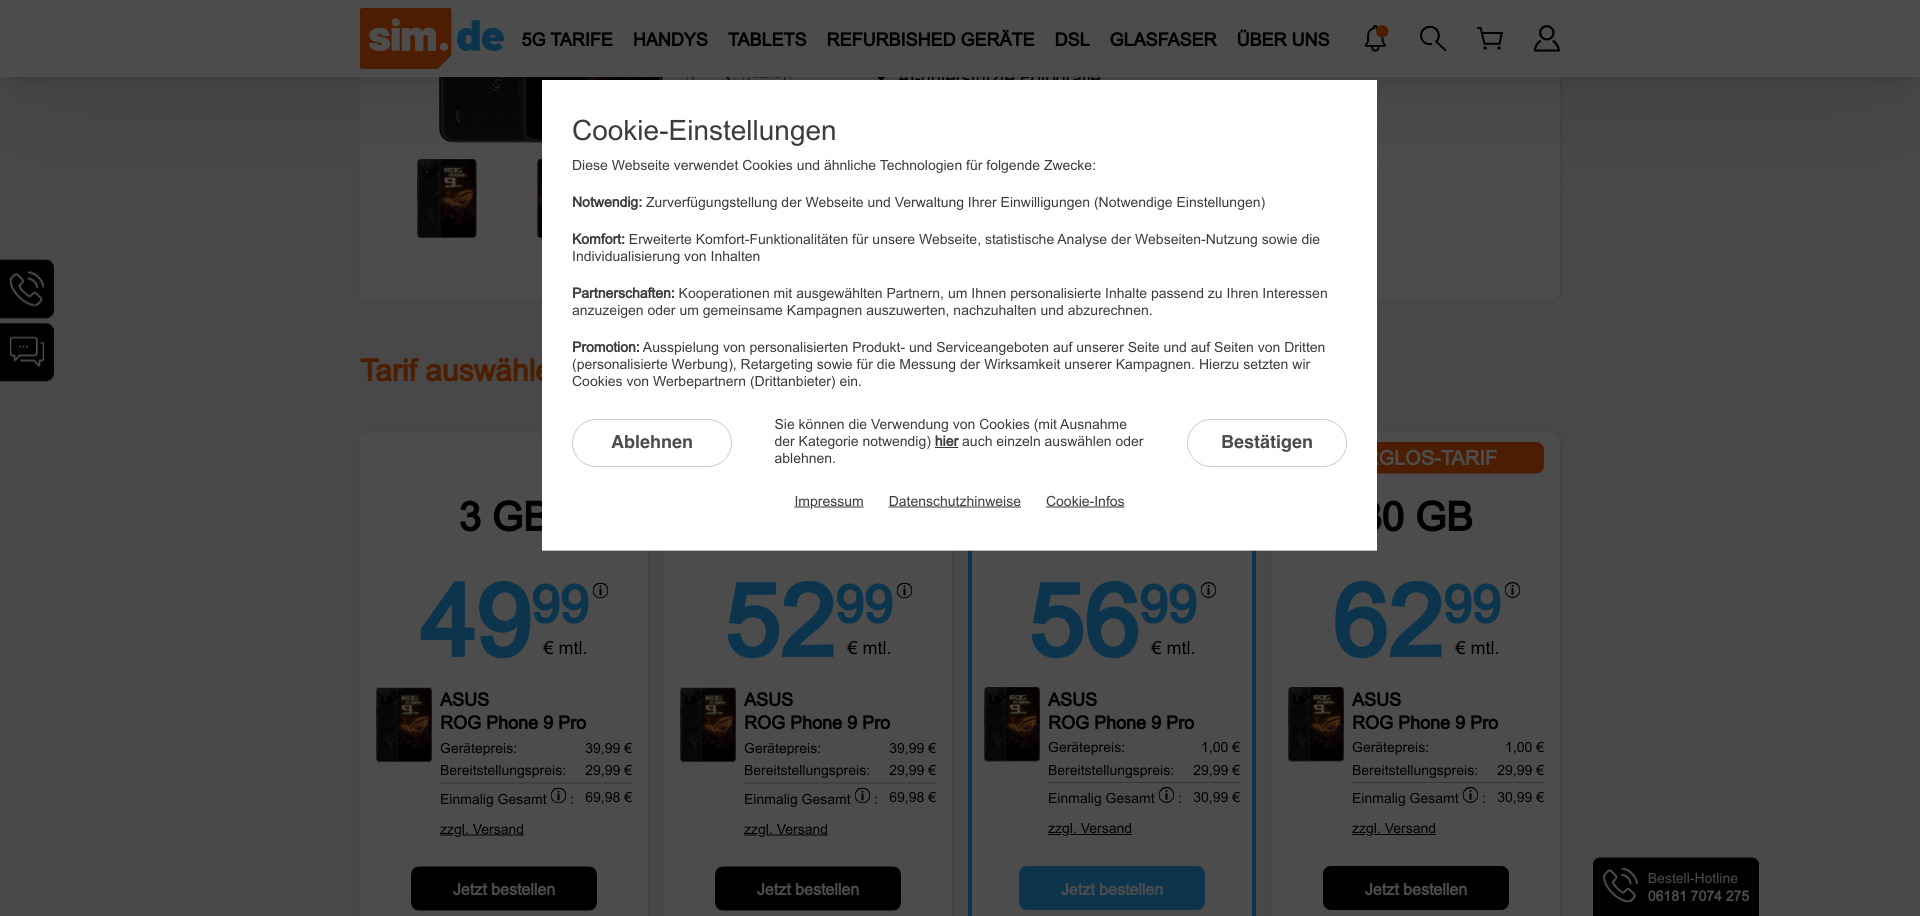 sim.de
5G TARIFE HANDYS TABLETS REFURBISHED GERÄTE DSL GLASFASER ÜBER UNS
Cookie-Einstellungen
Diese Webseite verwendet Cookies und ähnliche Technologien für folgende Zwecke:
Notwendig: Zurverfügungstellung der Webseite und Verwaltung Ihrer Einwilligungen (Notwendige Einstellungen)
Komfort: Erweiterte Komfort-Funktionalitäten für unsere Webseite, statistische Analyse der Webseiten-Nutzung sowie die
Individualisierung von Inhalten
Partnerschaften: Kooperationen mit ausgewählten Partnern, um Ihnen personalisierte Inhalte passend zu Ihren Interessen
anzuzeigen oder um gemeinsame Kampagnen auszuwerten, nachzuhalten und abzurechnen.
Promotion: Ausspielung von personalisierten Produkt- und Serviceangeboten auf unserer Seite und auf Seiten von Dritten
(personalisierte Werbung), Retargeting sowie für die Messung der Wirksamkeit unserer Kampagnen. Hierzu setzten wir
Cookies von Werbepartnern (Drittanbieter) ein.
Ablehnen
Sie können die Verwendung von Cookies (mit Ausnahme
der Kategorie notwendig) hier auch einzeln auswählen oder
ablehnen.
Bestätigen
Impressum Datenschutzhinweise Cookie-Infos
Tarif auswähle
GLOS-TARIF
3 GB
30 GB
49 99
€ mtl.
ASUS
ROG Phone 9 Pro
Gerätepreis: 39,99 €
Bereitstellungspreis: 29,99 €
Einmalig Gesamt : 69,98 €
zzgl. Versand
Jetzt bestellen
52 99
€ mtl.
ASUS
ROG Phone 9 Pro
Gerätepreis: 39,99 €
Bereitstellungspreis: 29,99 €
Einmalig Gesamt : 69,98 €
zzgl. Versand
Jetzt bestellen
56 99
€ mtl.
ASUS
ROG Phone 9 Pro
Gerätepreis: 1,00 €
Bereitstellungspreis: 29,99 €
Einmalig Gesamt : 30,99 €
zzgl. Versand
Jetzt bestellen
62 99
€ mtl.
ASUS
ROG Phone 9 Pro
Gerätepreis: 1,00 €
Bereitstellungspreis: 29,99 €
Einmalig Gesamt : 30,99 €
zzgl. Versand
Jetzt bestellen
Bestell-Hotline
06181 7074 275